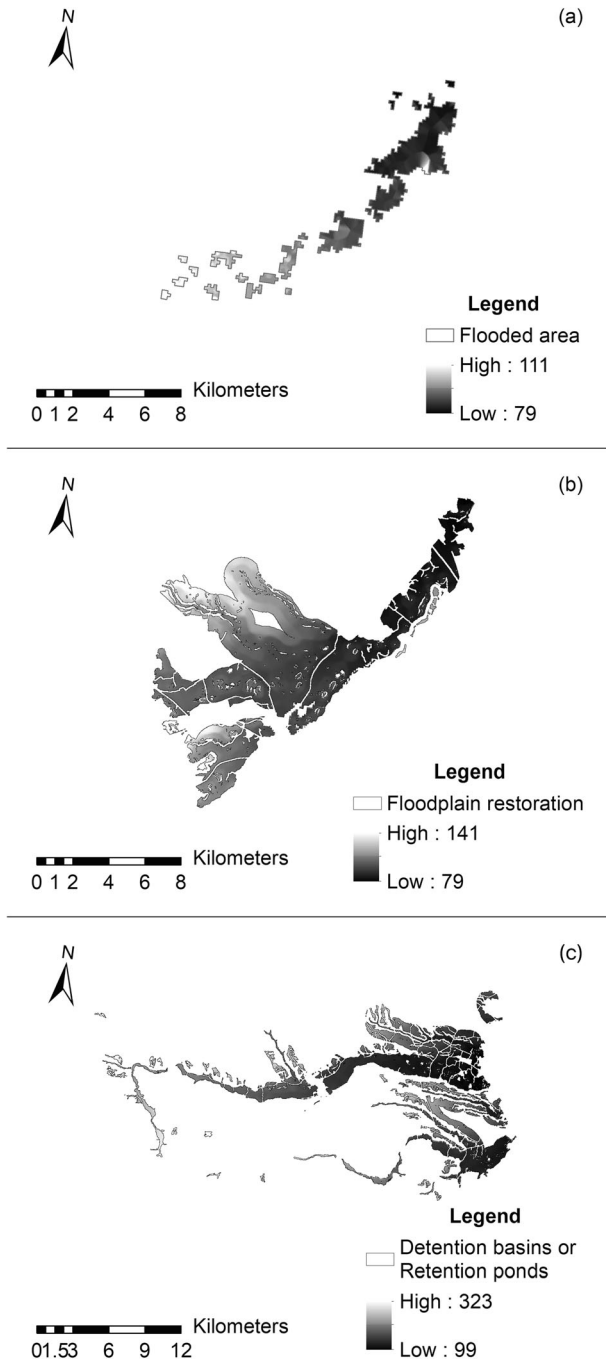 N
(a)
Legend
Flooded area
High : 111
Low : 79
Kilometers
0 1 2 4 6 8
N
(b)
Legend
Floodplain restoration
High : 141
Low : 79
Kilometers
0 1 2 4 6 8
N
(c)
Legend
Detention basins or
Retention ponds
High : 323
Low : 99
Kilometers
01.53 6 9 12